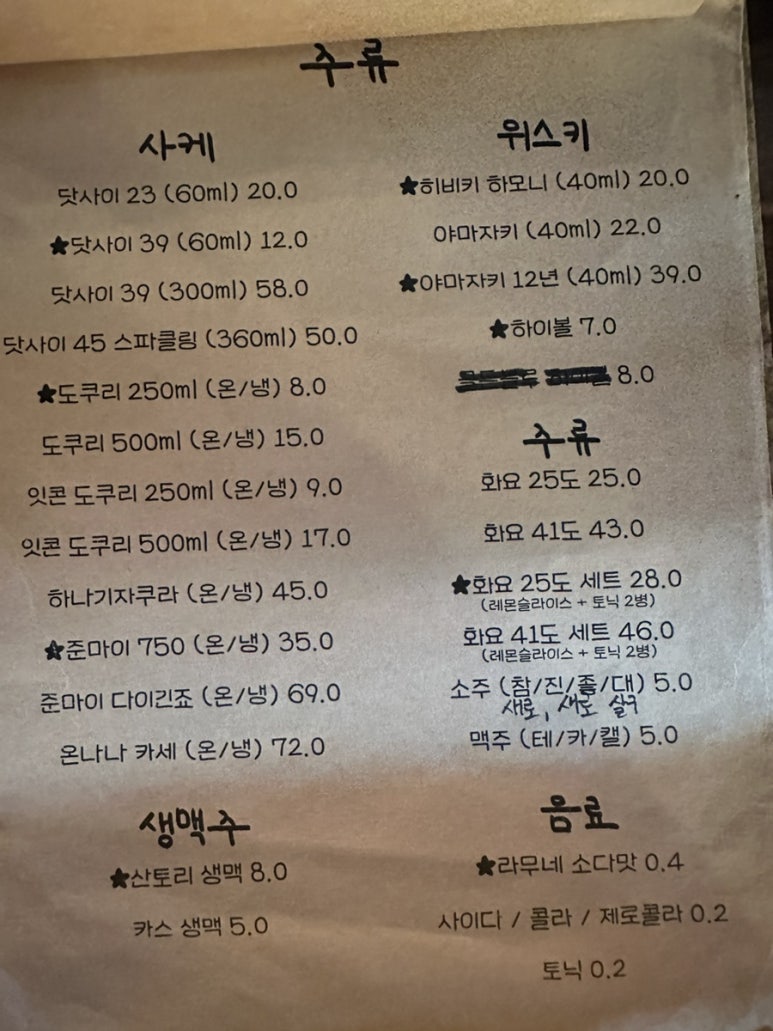 주류
사케
닷사이 23 (60ml) 20.0
★닷사이 39 (60ml) 12.0
닷사이 39 (300ml) 58.0
닷사이 45 스파클링 (360ml) 50.0
★도쿠리 250ml (온/냉) 8.0
도쿠리 500ml (온/냉) 15.0
잇콘 도쿠리 250ml (온/냉) 9.0
잇콘 도쿠리 500ml (온/냉) 17.0
하나기자쿠라 (온/냉) 45.0
★준마이 750 (온/냉) 35.0
준마이 다이긴죠 (온/냉) 69.0
온나나 카세 (온/냉) 72.0
생맥주
★산토리 생맥 8.0
카스 생맥 5.0
위스키
★히비키 하모니 (40ml) 20.0
야마자키 (40ml) 22.0
★야마자키 12년 (40ml) 39.0
★하이볼 7.0
8.0
주류
화요 25도 25.0
화요 41도 43.0
★화요 25도 세트 28.0
(레몬슬라이스 + 토닉 2병)
화요 41도 세트 46.0
(레몬슬라이스 + 토닉 2병)
소주 (참/진/좋/대) 5.0
새로, 새로 살구
맥주 (테/카/캘) 5.0
음료
★라무네 소다맛 0.4
사이다 / 콜라 / 제로콜라 0.2
토닉 0.2